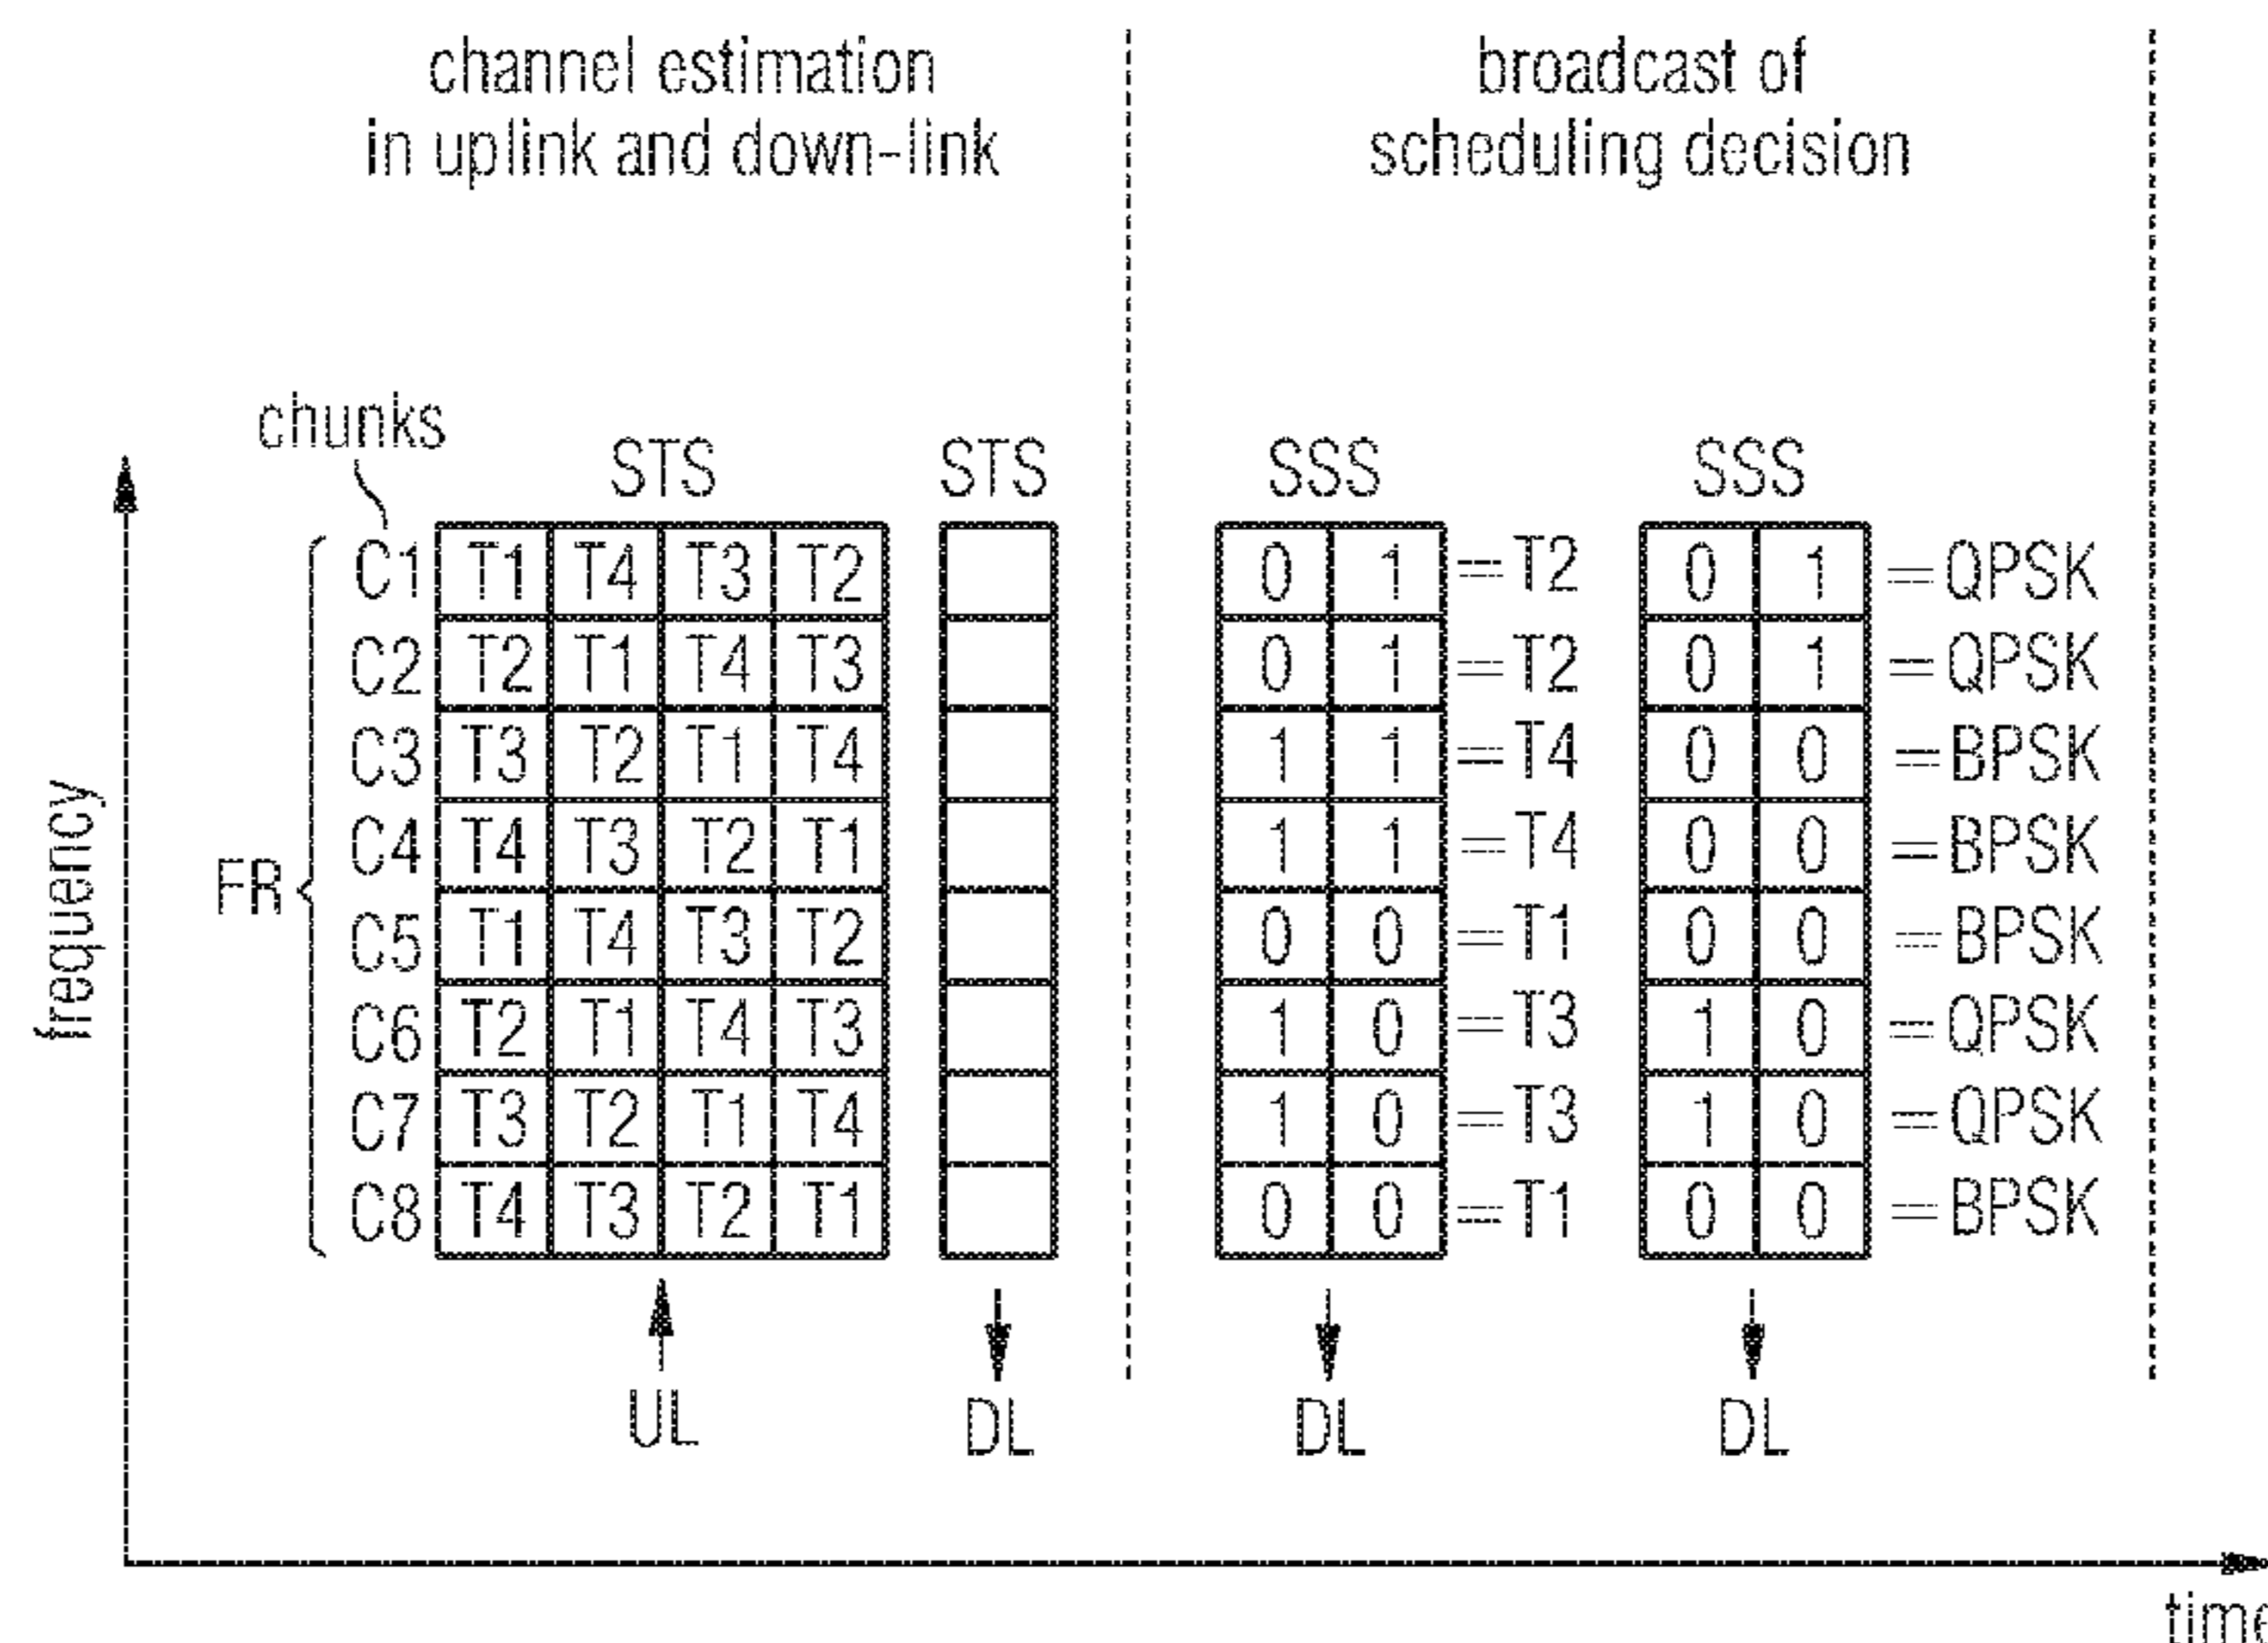 channel estimation
in uplink and down-link
broadcast of
scheduling decision
chunks
STS
STS
SSS
SSS
frequency
FR
C1 T1 T4 T3 T2 0 1 =T2 0 1 =QPSK
C2 T2 T1 T4 T3 0 1 =T2 0 1 =QPSK
C3 T3 T2 T1 T4 1 1 =T4 0 0 =BPSK
C4 T4 T3 T2 T1 1 1 =T4 0 0 =BPSK
C5 T1 T4 T3 T2 0 0 =T1 0 0 =BPSK
C6 T2 T1 T4 T3 1 0 =T3 1 0 =QPSK
C7 T3 T2 T1 T4 1 0 =T3 1 0 =QPSK
C8 T4 T3 T2 T1 0 0 =T1 0 0 =BPSK
UL
DL
DL
DL
time